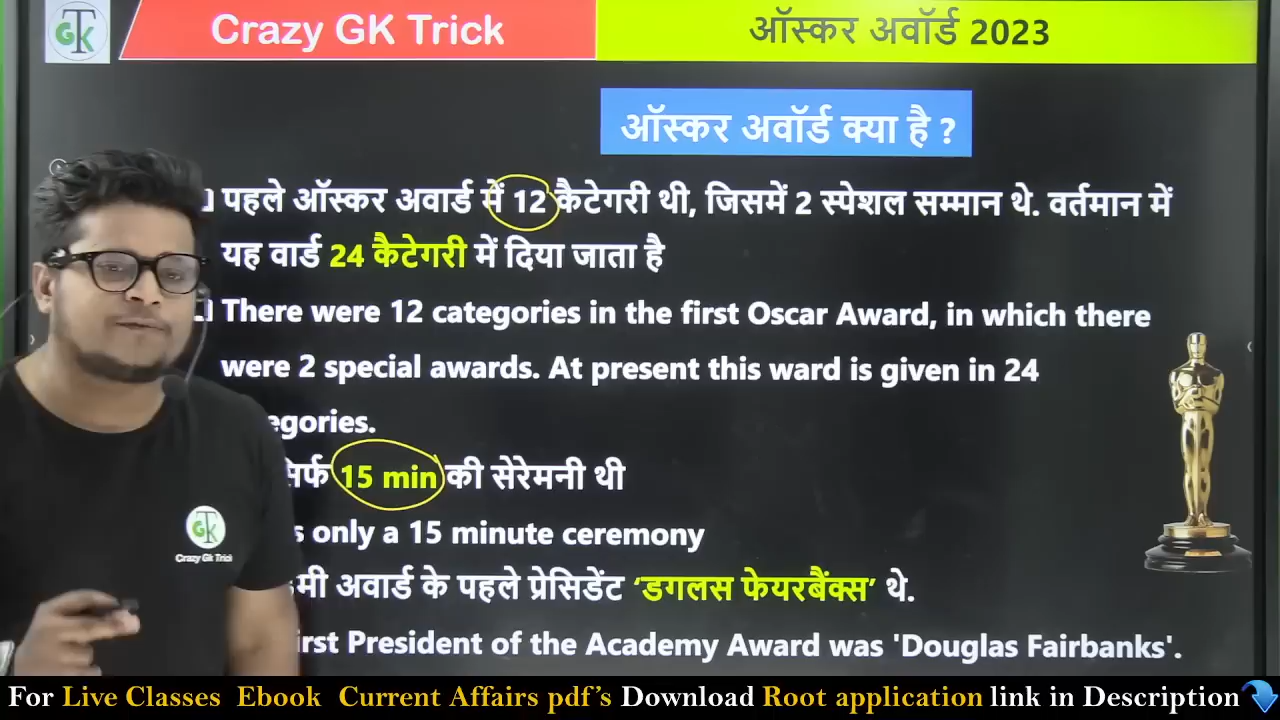 Crazy GK Trick
ऑस्कर अवॉर्ड 2023
ऑस्कर अवॉर्ड क्या है ?
पहले ऑस्कर अवार्ड में 12 कैटेगरी थी, जिसमें 2 स्पेशल सम्मान थे. वर्तमान में
यह वार्ड 24 कैटेगरी में दिया जाता है
There were 12 categories in the first Oscar Award, in which there
were 2 special awards. At present this ward is given in 24
egories.
15 min की सेरेमनी थी
only a 15 minute ceremony
अवार्ड के पहले प्रेसिडेंट ‘डगलस फेयरबैंक्स’ थे.
irst President of the Academy Award was 'Douglas Fairbanks'.
GTK
Crazy Gk Trick
For Live Classes Ebook Current Affairs pdf’s Download Root application link in Description